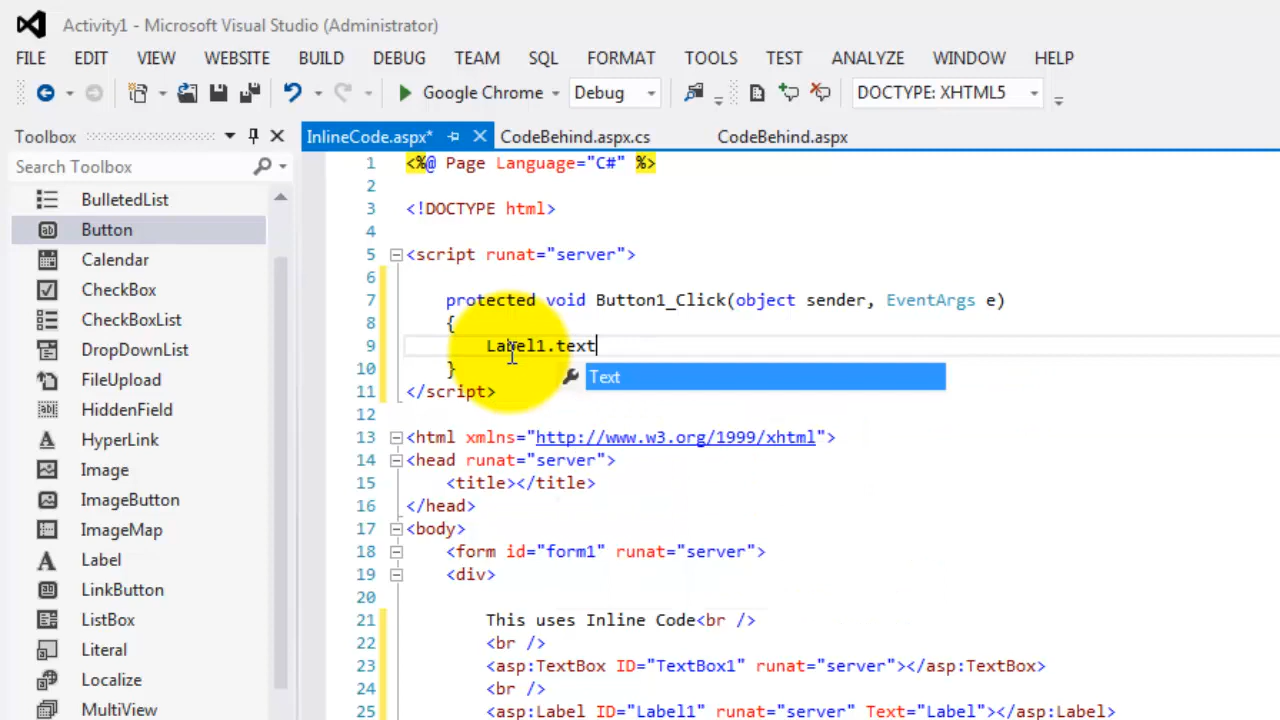 Activity1 - Microsoft Visual Studio (Administrator)
FILE EDIT VIEW WEBSITE BUILD DEBUG TEAM SQL FORMAT TOOLS TEST ANALYZE WINDOW HELP
Google Chrome Debug DOCTYPE: XHTML5
Toolbox
Search Toolbox
BulletedList
Button
Calendar
CheckBox
CheckBoxList
DropDownList
FileUpload
HiddenField
HyperLink
Image
ImageButton
ImageMap
Label
LinkButton
ListBox
Literal
Localize
MultiView
InlineCode.aspx* CodeBehind.aspx.cs CodeBehind.aspx
1 <%@ Page Language="C#" %>
2
3 <!DOCTYPE html>
4
5 <script runat="server">
6
7 protected void Button1_Click(object sender, EventArgs e)
8 {
9 Label1.text
Text
10 }
11 </script>
12
13 <html xmlns="http://www.w3.org/1999/xhtml">
14 <head runat="server">
15 <title></title>
16 </head>
17 <body>
18 <form id="form1" runat="server">
19 <div>
20
21 This uses Inline Code<br />
22 <br />
23 <asp:TextBox ID="TextBox1" runat="server"></asp:TextBox>
24 <br />
25 <asp:Label ID="Label1" runat="server" Text="Label"></asp:Label>